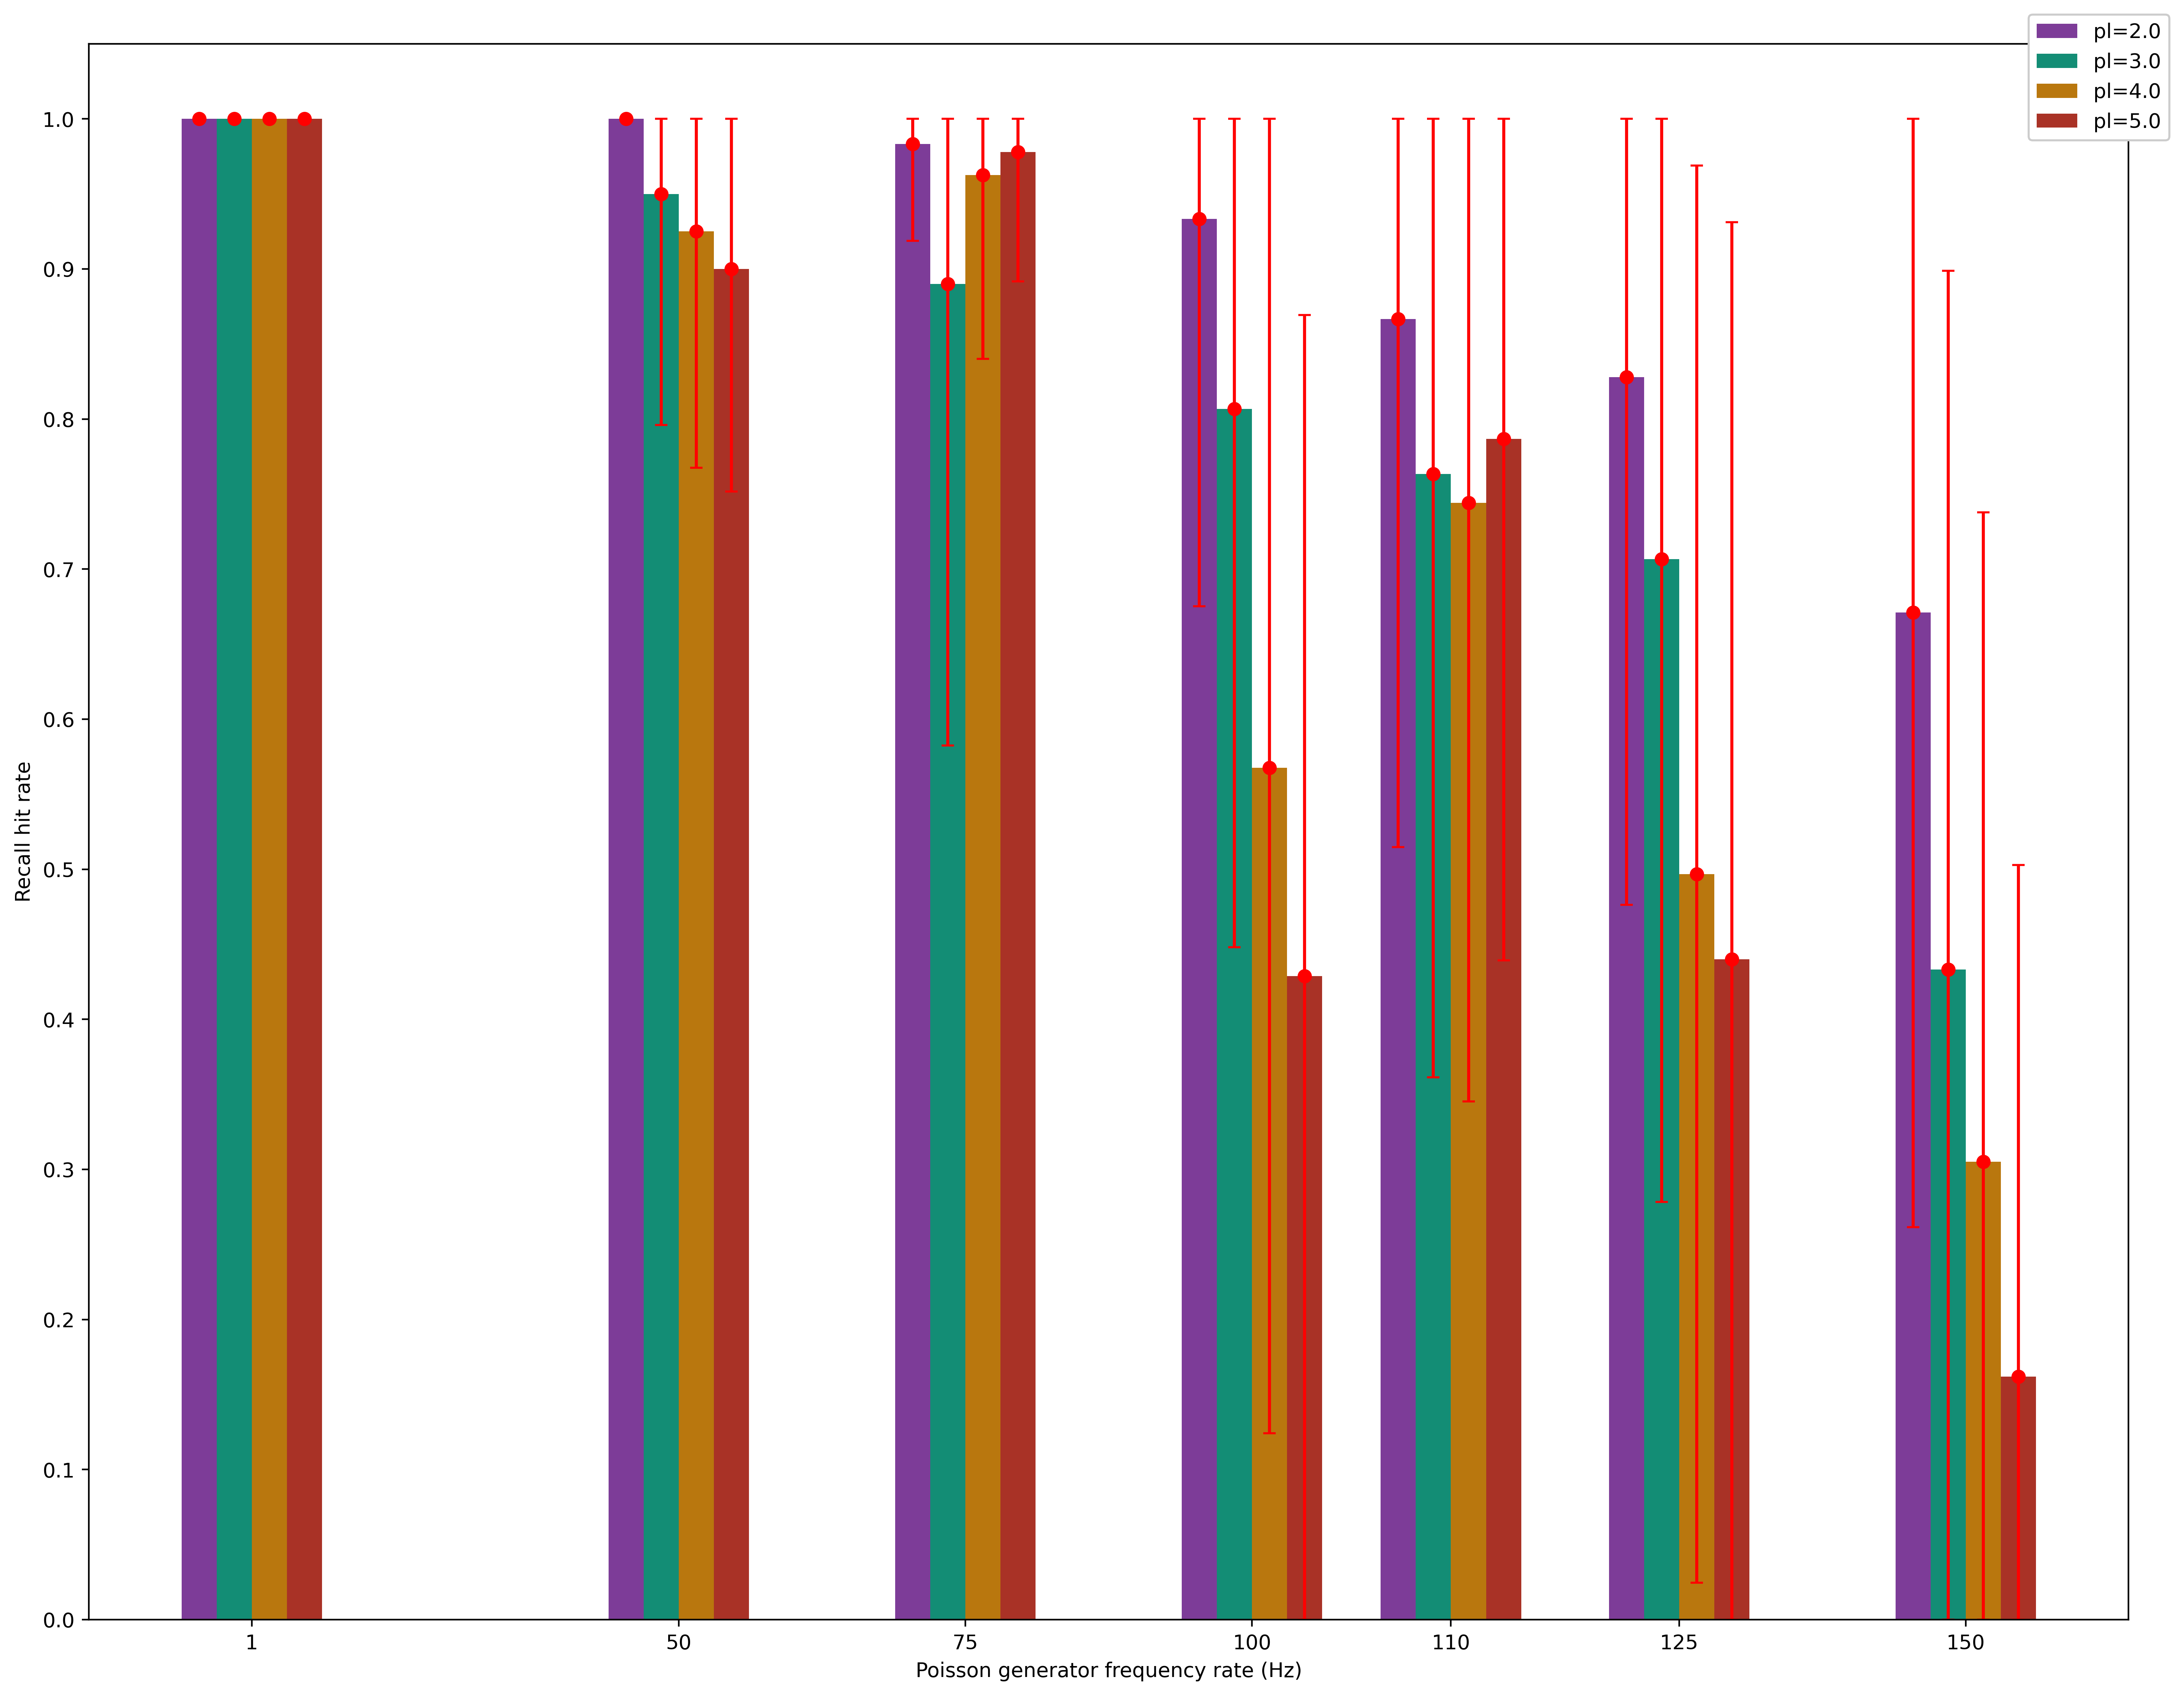 pl=2.0
pl=3.0
pl=4.0
pl=5.0
1.0
0.9
0.8
0.7
0.6
0.5
0.4
0.3
0.2
0.1
0.0
Recall hit rate
1 50 75 100 110 125 150
Poisson generator frequency rate (Hz)